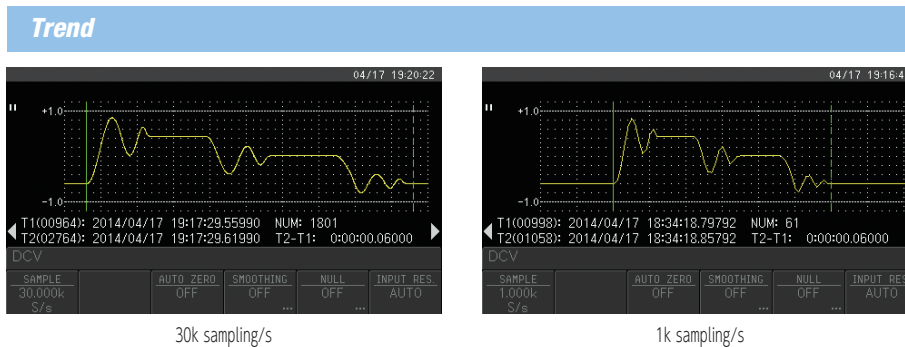 Trend
04/17 19:20:22
+1.0
-1.0
T1(000964): 2014/04/17 19:17:29.55990 NUM: 1801
T2(02764): 2014/04/17 19:17:29.61990 T2-T1: 0:00:00.06000
DCV
SAMPLE AUTO ZERO SMOOTHING NULL INPUT RES.
30.000k OFF OFF OFF AUTO
S/s ... ...
30k sampling/s
04/17 19:16:4
+1.0
-1.0
T1(000998): 2014/04/17 18:34:18.79792 NUM: 61
T2(01058): 2014/04/17 18:34:18.85792 T2-T1: 0:00:00.06000
DCV
SAMPLE AUTO ZERO SMOOTHING NULL INPUT RES.
1.000k OFF OFF OFF AUTO
S/s ... ...
1k sampling/s